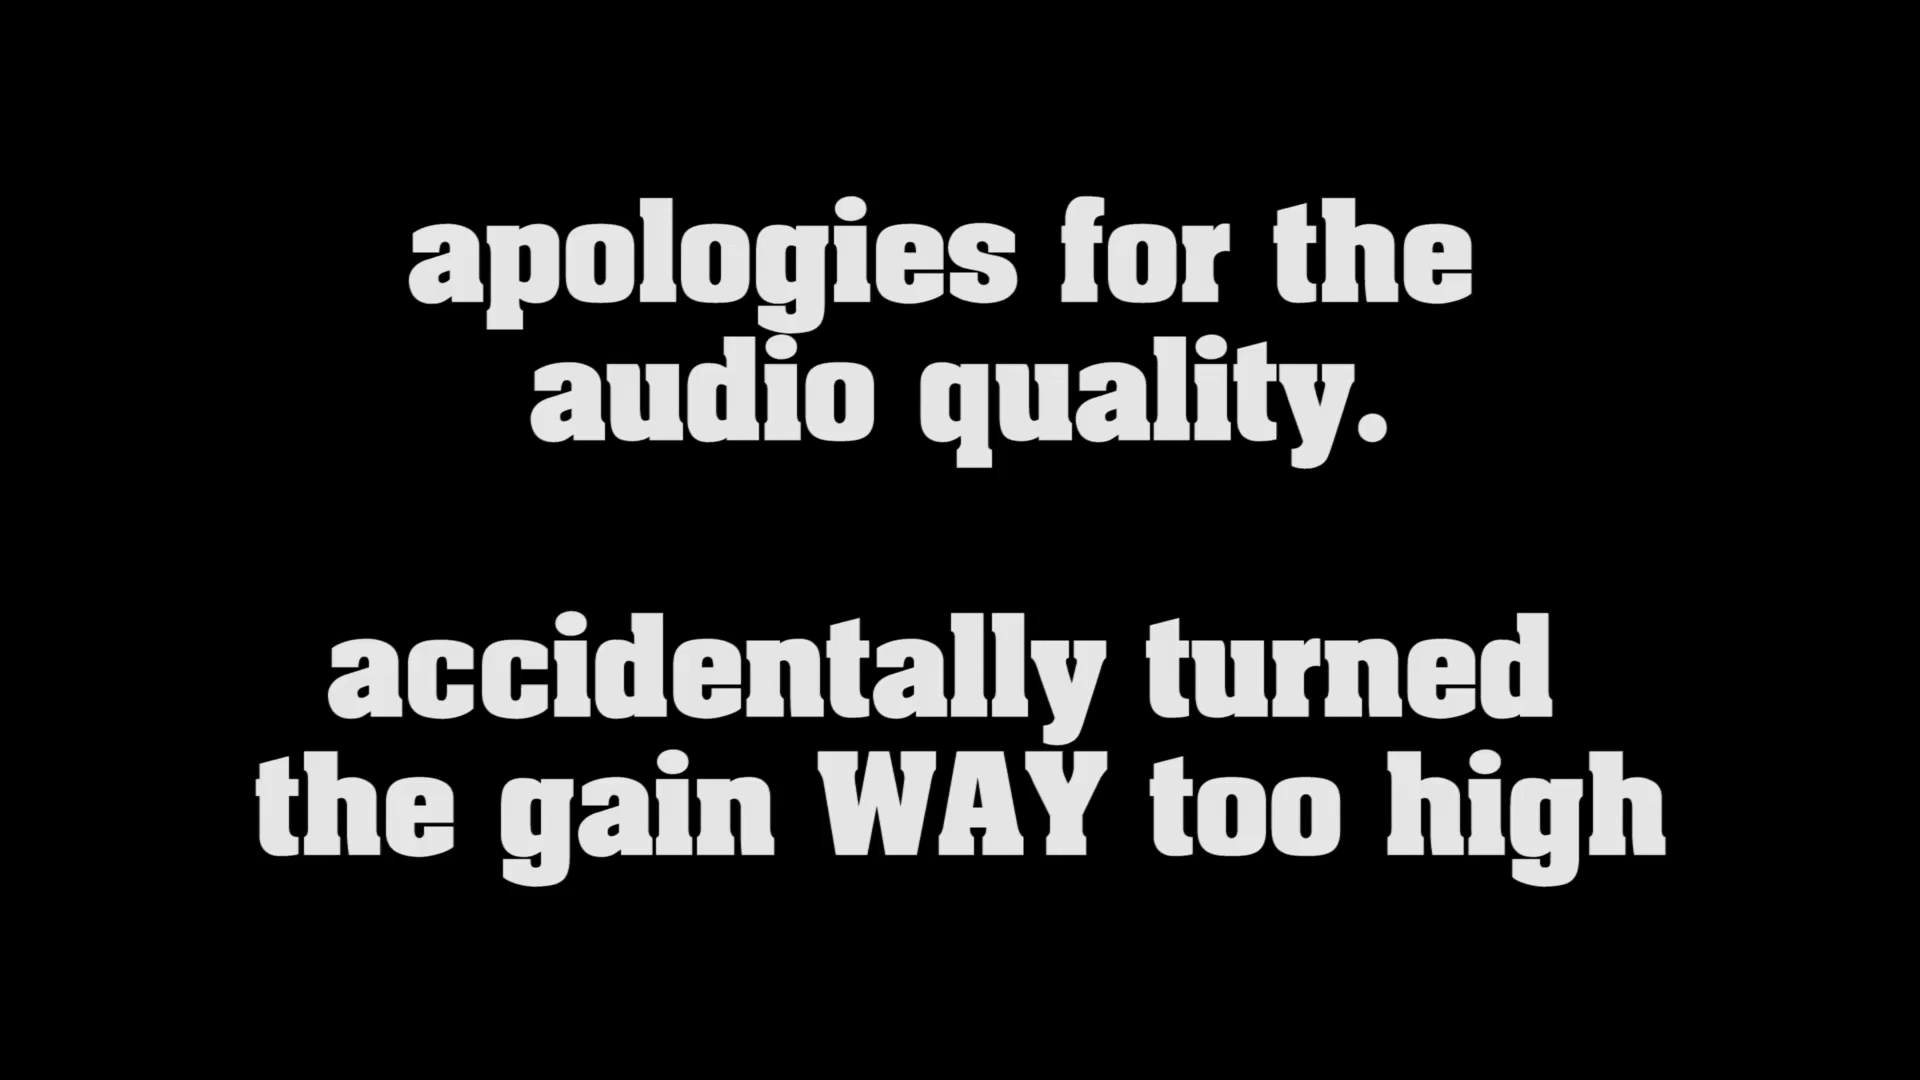 apologies for the
audio quality.
accidentally turned
the gain WAY too high